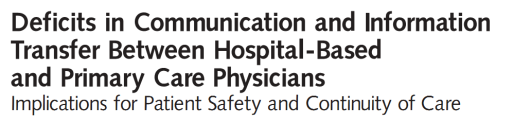 Deficits in Communication and Information
Transfer Between Hospital-Based
and Primary Care Physicians
Implications for Patient Safety and Continuity of Care